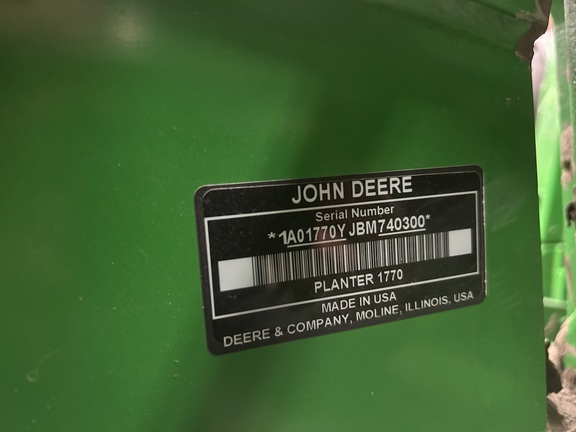 JOHN DEERE
Serial Number
*1A01770YJBM740300*
PLANTER 1770
MADE IN USA
DEERE & COMPANY, MOLINE, ILLINOIS, USA